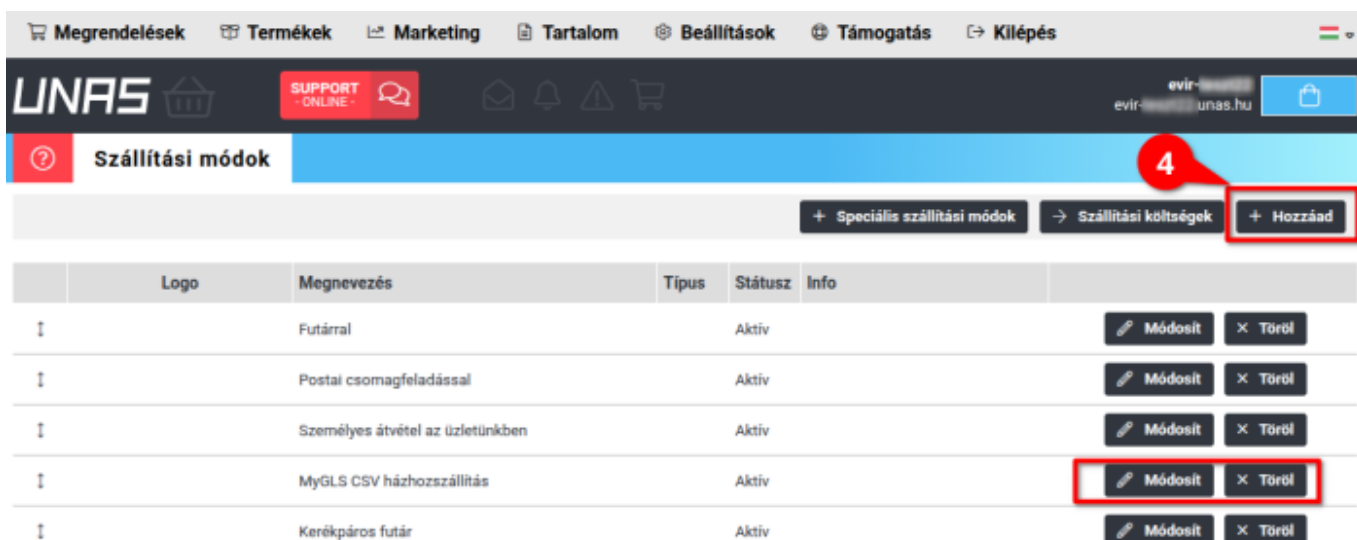 Megrendelések Termékek Marketing Tartalom Beállítások Támogatás Kilépés
UNAS SUPPORT
- ONLINE -
evir-
evir- unas.hu
Szállítási módok
4
+ Speciális szállítási módok → Szállítási költségek + Hozzáad
Logo Megnevezés Típus Státusz Info
Futárral Aktív Módosít × Töröl
Postai csomagfeladással Aktív Módosít × Töröl
Személyes átvétel az üzletünkben Aktív Módosít × Töröl
MyGLS CSV házhozszállítás Aktív Módosít × Töröl
Kerékpáros futár Aktív Módosít × Töröl